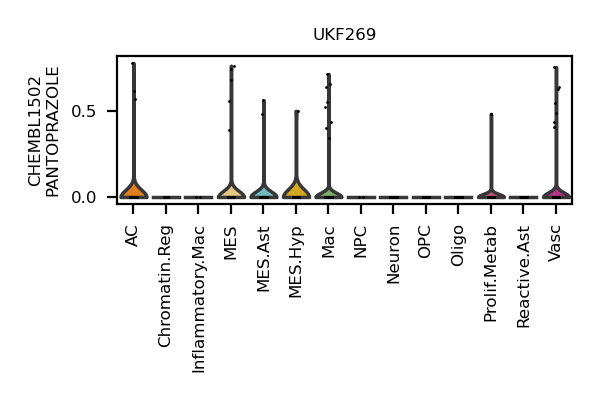 UKF269
CHEMBL1502
PANTOPRAZOLE
0.5
0.0
AC
Chromatin.Reg
Inflammatory.Mac
MES
MES.Ast
MES.Hyp
Mac
NPC
Neuron
OPC
Oligo
Prolif.Metab
Reactive.Ast
Vasc